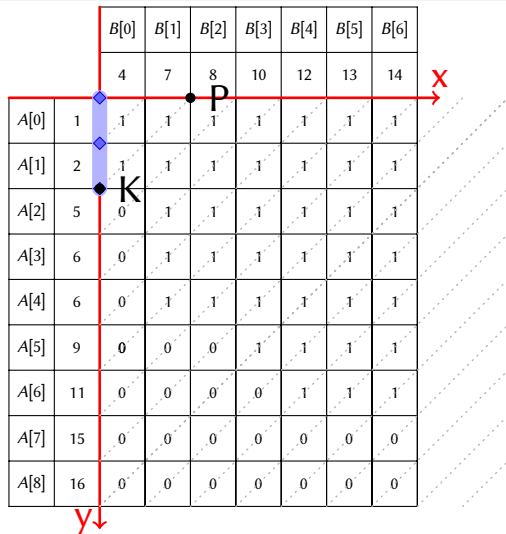 B[0] B[1] B[2] B[3] B[4] B[5] B[6]
4 7 8 10 12 13 14
x
P
A[0] 1 1 1 1 1 1 1 1
A[1] 2 1 1 1 1 1 1 1
K
A[2] 5 0 1 1 1 1 1 1
A[3] 6 0 1 1 1 1 1 1
A[4] 6 0 1 1 1 1 1 1
A[5] 9 0 0 0 1 1 1 1
A[6] 11 0 0 0 0 1 1 1
A[7] 15 0 0 0 0 0 0 0
A[8] 16 0 0 0 0 0 0 0
y